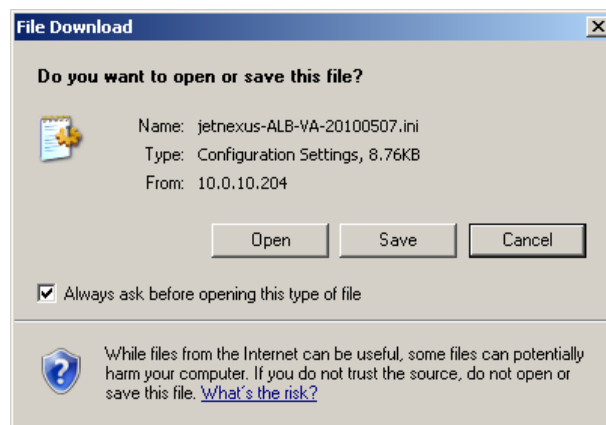 File Download
Do you want to open or save this file?
Name: jetnexus-ALB-VA-20100507.ini
Type: Configuration Settings, 8.76KB
From: 10.0.10.204
Open Save Cancel
Always ask before opening this type of file
While files from the Internet can be useful, some files can potentially
harm your computer. If you do not trust the source, do not open or
save this file. What's the risk?